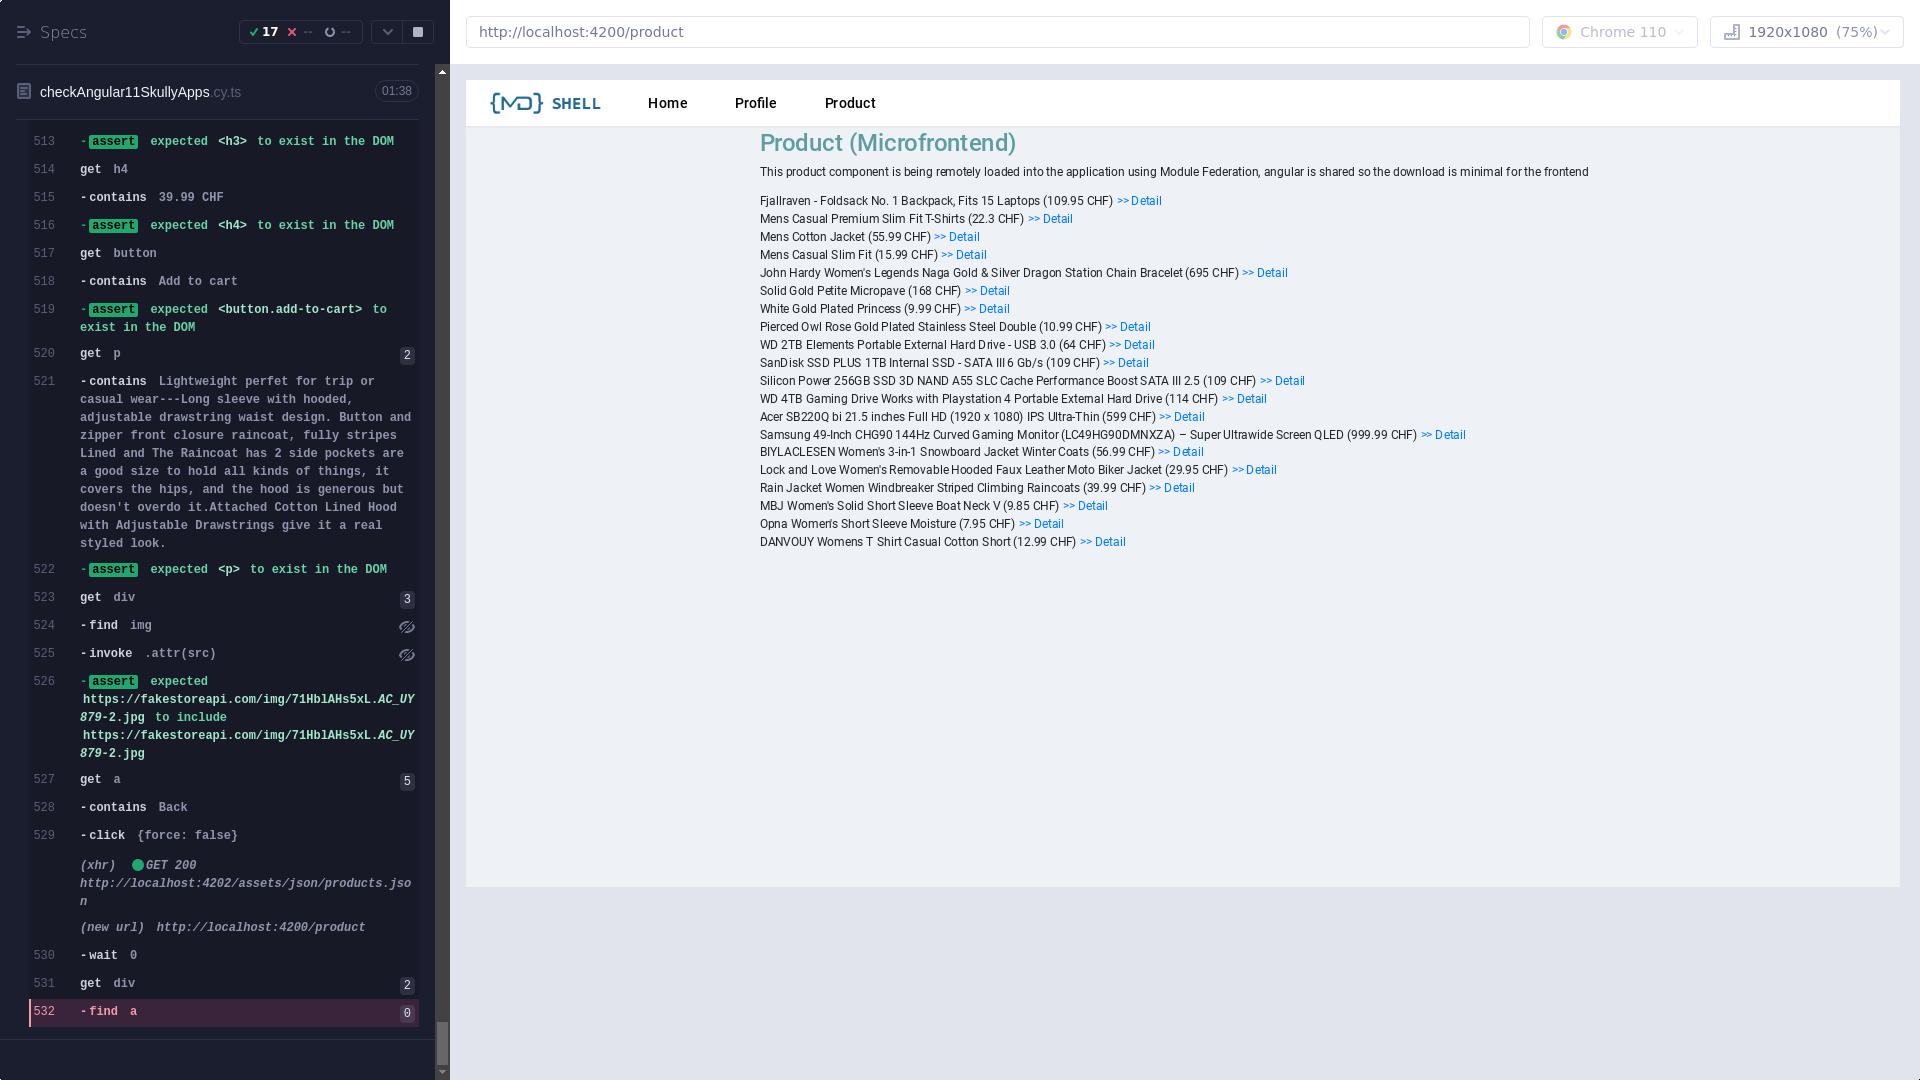 Specs
17
--
--
http://localhost:4200/product
Chrome 110
1920x1080 (75%)
checkAngular11SkullyApps.cy.ts
01:38
513 -assert expected <h3> to exist in the DOM
514 get h4
515 -contains 39.99 CHF
516 -assert expected <h4> to exist in the DOM
517 get button
518 -contains Add to cart
519 -assert expected <button.add-to-cart> to
exist in the DOM
520 get p 2
521 -contains Lightweight perfet for trip or
casual wear---Long sleeve with hooded,
adjustable drawstring waist design. Button and
zipper front closure raincoat, fully stripes
Lined and The Raincoat has 2 side pockets are
a good size to hold all kinds of things, it
covers the hips, and the hood is generous but
doesn't overdo it.Attached Cotton Lined Hood
with Adjustable Drawstrings give it a real
styled look.
522 -assert expected <p> to exist in the DOM
523 get div 3
524 -find img
525 -invoke .attr(src)
526 -assert expected
https://fakestoreapi.com/img/71HblAHs5xL.AC_UY
879-2.jpg to include
https://fakestoreapi.com/img/71HblAHs5xL.AC_UY
879-2.jpg
527 get a 5
528 -contains Back
529 -click {force: false}
(xhr) GET 200
http://localhost:4202/assets/json/products.jso
n
(new url) http://localhost:4200/product
530 -wait 0
531 get div 2
532 -find a 0
{MD} SHELL
Home
Profile
Product
Product (Microfrontend)
This product component is being remotely loaded into the application using Module Federation, angular is shared so the download is minimal for the frontend
Fjallraven - Foldsack No. 1 Backpack, Fits 15 Laptops (109.95 CHF) >> Detail
Mens Casual Premium Slim Fit T-Shirts (22.3 CHF) >> Detail
Mens Cotton Jacket (55.99 CHF) >> Detail
Mens Casual Slim Fit (15.99 CHF) >> Detail
John Hardy Women's Legends Naga Gold & Silver Dragon Station Chain Bracelet (695 CHF) >> Detail
Solid Gold Petite Micropave (168 CHF) >> Detail
White Gold Plated Princess (9.99 CHF) >> Detail
Pierced Owl Rose Gold Plated Stainless Steel Double (10.99 CHF) >> Detail
WD 2TB Elements Portable External Hard Drive - USB 3.0 (64 CHF) >> Detail
SanDisk SSD PLUS 1TB Internal SSD - SATA III 6 Gb/s (109 CHF) >> Detail
Silicon Power 256GB SSD 3D NAND A55 SLC Cache Performance Boost SATA III 2.5 (109 CHF) >> Detail
WD 4TB Gaming Drive Works with Playstation 4 Portable External Hard Drive (114 CHF) >> Detail
Acer SB220Q bi 21.5 inches Full HD (1920 x 1080) IPS Ultra-Thin (599 CHF) >> Detail
Samsung 49-Inch CHG90 144Hz Curved Gaming Monitor (LC49HG90DMNXZA) – Super Ultrawide Screen QLED (999.99 CHF) >> Detail
BIYLACLESEN Women's 3-in-1 Snowboard Jacket Winter Coats (56.99 CHF) >> Detail
Lock and Love Women's Removable Hooded Faux Leather Moto Biker Jacket (29.95 CHF) >> Detail
Rain Jacket Women Windbreaker Striped Climbing Raincoats (39.99 CHF) >> Detail
MBJ Women's Solid Short Sleeve Boat Neck V (9.85 CHF) >> Detail
Opna Women's Short Sleeve Moisture (7.95 CHF) >> Detail
DANVOUY Womens T Shirt Casual Cotton Short (12.99 CHF) >> Detail